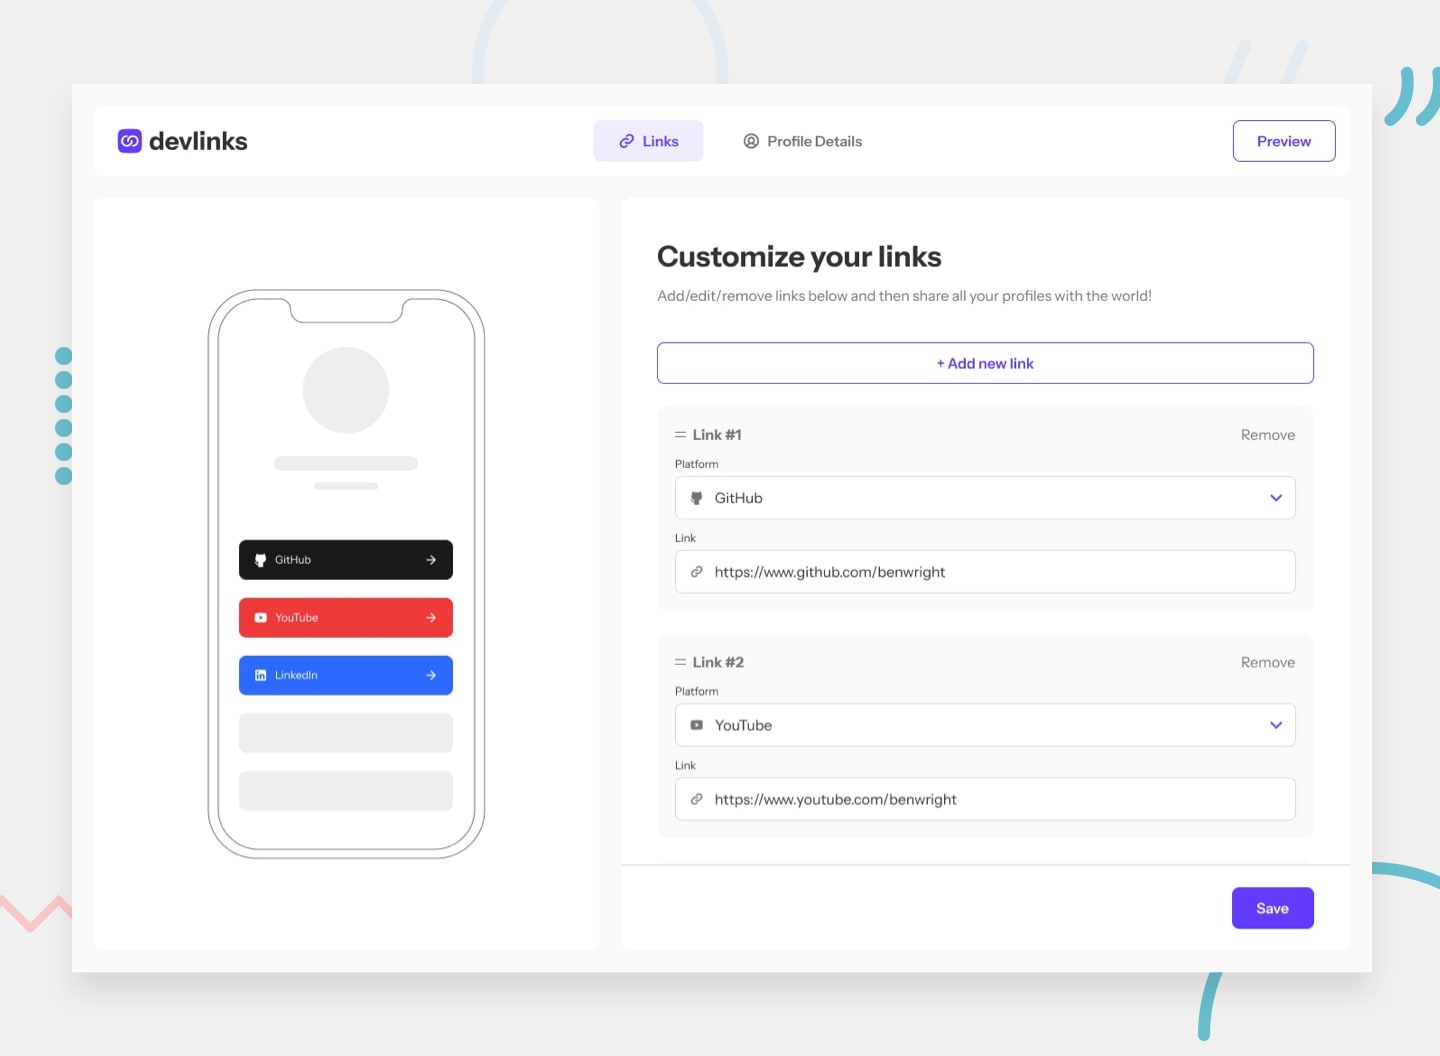 devlinks
Links
Profile Details
Preview
GitHub
YouTube
LinkedIn
Customize your links
Add/edit/remove links below and then share all your profiles with the world!
+ Add new link
Link #1
Remove
Platform
GitHub
Link
https://www.github.com/benwright
Link #2
Remove
Platform
YouTube
Link
https://www.youtube.com/benwright
Save